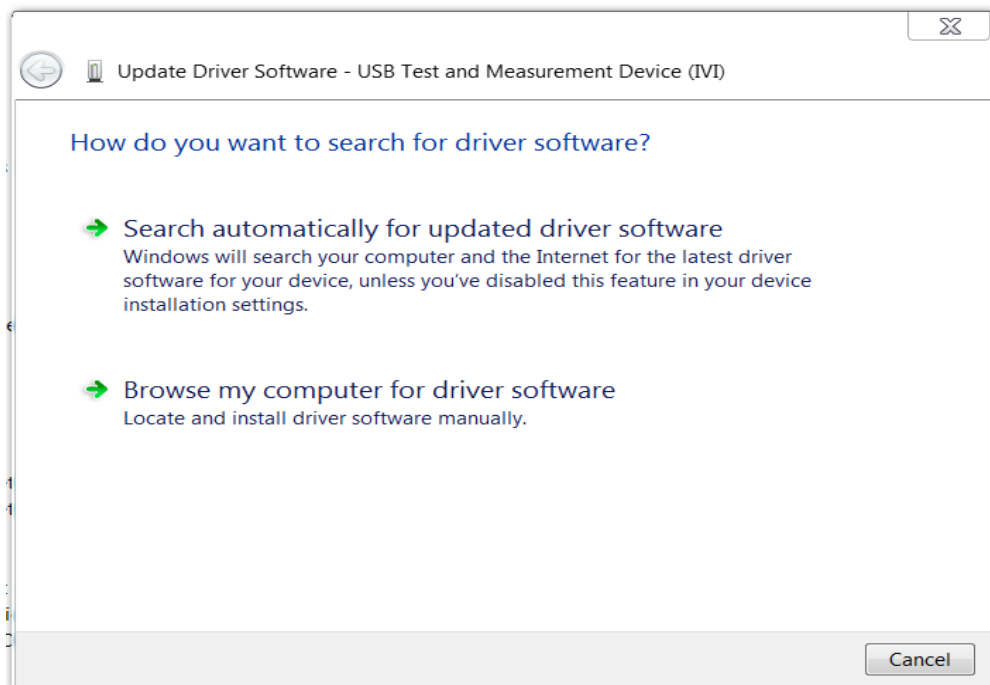 Update Driver Software - USB Test and Measurement Device (IVI)
How do you want to search for driver software?
Search automatically for updated driver software
Windows will search your computer and the Internet for the latest driver
software for your device, unless you've disabled this feature in your device
installation settings.
Browse my computer for driver software
Locate and install driver software manually.
Cancel